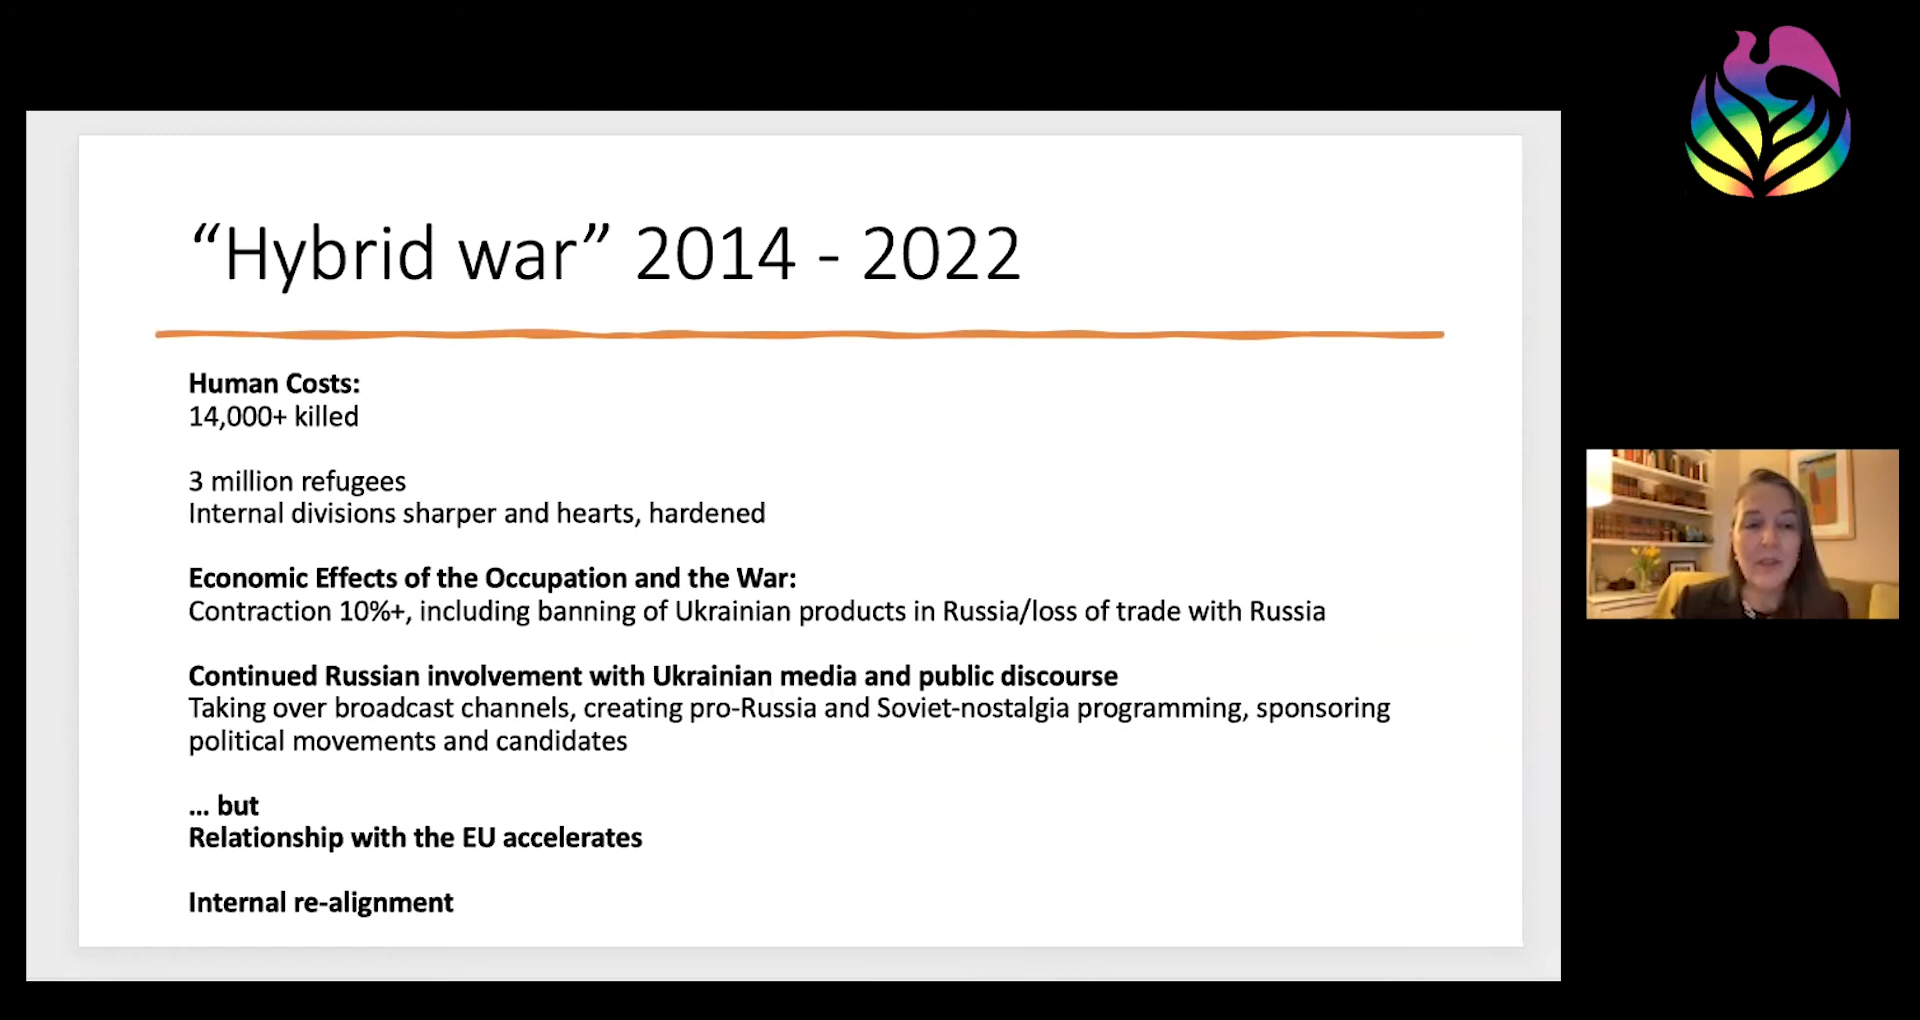 “Hybrid war” 2014 - 2022
Human Costs:
14,000+ killed
3 million refugees
Internal divisions sharper and hearts, hardened
Economic Effects of the Occupation and the War:
Contraction 10%+, including banning of Ukrainian products in Russia/loss of trade with Russia
Continued Russian involvement with Ukrainian media and public discourse
Taking over broadcast channels, creating pro-Russia and Soviet-nostalgia programming, sponsoring
political movements and candidates
... but
Relationship with the EU accelerates
Internal re-alignment